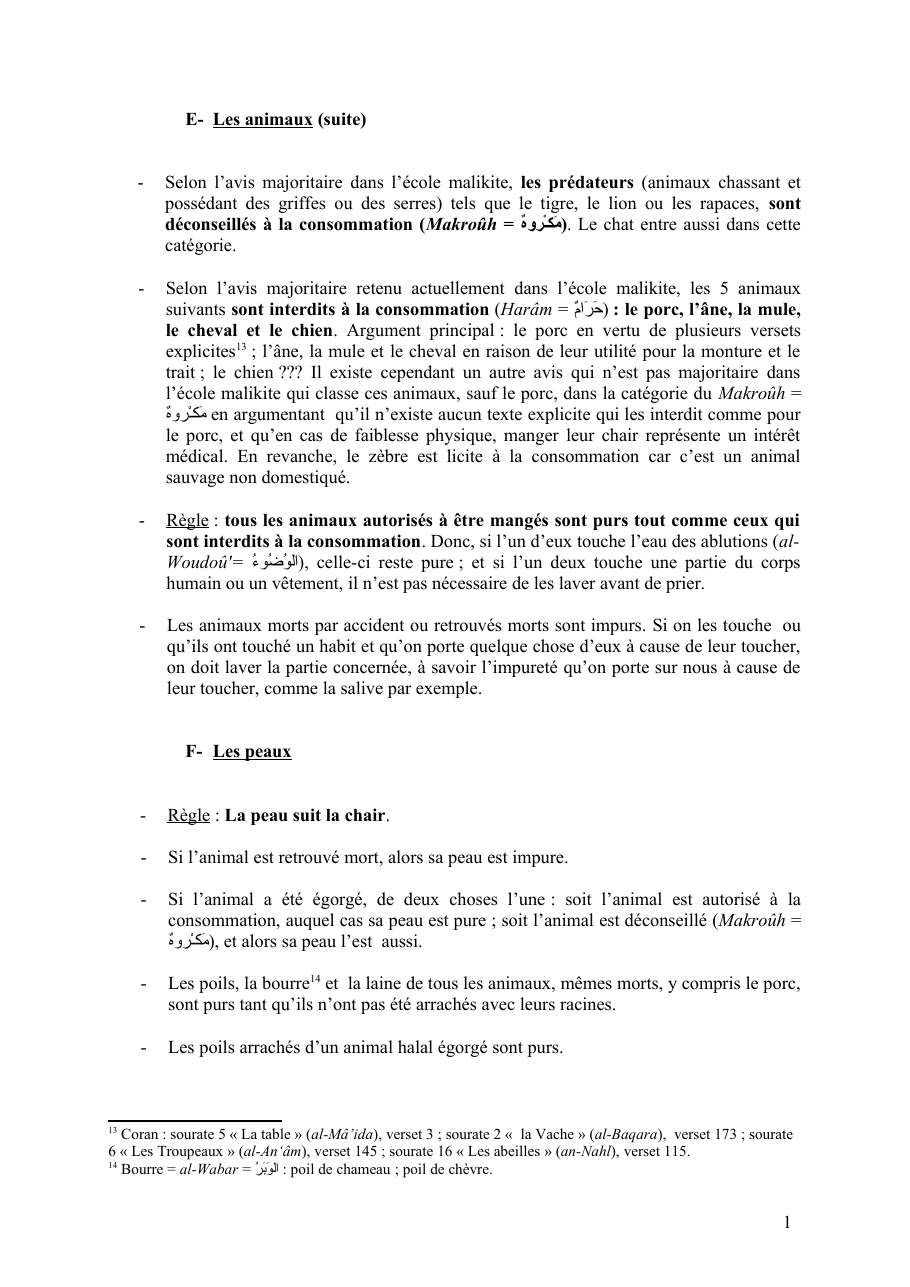 E- Les animaux (suite)
- Selon l’avis majoritaire dans l’école malikite, les prédateurs (animaux chassant et
possédant des griffes ou des serres) tels que le tigre, le lion ou les rapaces, sont
déconseillés à la consommation (Makroûh = مَكـْروهٌ). Le chat entre aussi dans cette
catégorie.
- Selon l’avis majoritaire retenu actuellement dans l’école malikite, les 5 animaux
suivants sont interdits à la consommation (Harâm = حَرَامٌ) : le porc, l’âne, la mule,
le cheval et le chien. Argument principal : le porc en vertu de plusieurs versets
explicites13 ; l’âne, la mule et le cheval en raison de leur utilité pour la monture et le
trait ; le chien ??? Il existe cependant un autre avis qui n’est pas majoritaire dans
l’école malikite qui classe ces animaux, sauf le porc, dans la catégorie du Makroûh =
مَكـْروهٌ en argumentant qu’il n’existe aucun texte explicite qui les interdit comme pour
le porc, et qu’en cas de faiblesse physique, manger leur chair représente un intérêt
médical. En revanche, le zèbre est licite à la consommation car c’est un animal
sauvage non domestiqué.
- Règle : tous les animaux autorisés à être mangés sont purs tout comme ceux qui
sont interdits à la consommation. Donc, si l’un d’eux touche l’eau des ablutions (al-
Woudoû'= الوُضُوءُ), celle-ci reste pure ; et si l’un deux touche une partie du corps
humain ou un vêtement, il n’est pas nécessaire de les laver avant de prier.
- Les animaux morts par accident ou retrouvés morts sont impurs. Si on les touche ou
qu’ils ont touché un habit et qu’on porte quelque chose d’eux à cause de leur toucher,
on doit laver la partie concernée, à savoir l’impureté qu’on porte sur nous à cause de
leur toucher, comme la salive par exemple.
F- Les peaux
- Règle : La peau suit la chair.
- Si l’animal est retrouvé mort, alors sa peau est impure.
- Si l’animal a été égorgé, de deux choses l’une : soit l’animal est autorisé à la
consommation, auquel cas sa peau est pure ; soit l’animal est déconseillé (Makroûh =
مَكـْروهٌ), et alors sa peau l’est aussi.
- Les poils, la bourre14 et la laine de tous les animaux, mêmes morts, y compris le porc,
sont purs tant qu’ils n’ont pas été arrachés avec leurs racines.
- Les poils arrachés d’un animal halal égorgé sont purs.
13 Coran : sourate 5 « La table » (al-Mâ’ida), verset 3 ; sourate 2 « la Vache » (al-Baqara), verset 173 ; sourate
6 « Les Troupeaux » (al-An‘âm), verset 145 ; sourate 16 « Les abeilles » (an-Nahl), verset 115.
14 Bourre = al-Wabar = الوَبَرُ : poil de chameau ; poil de chèvre.
1